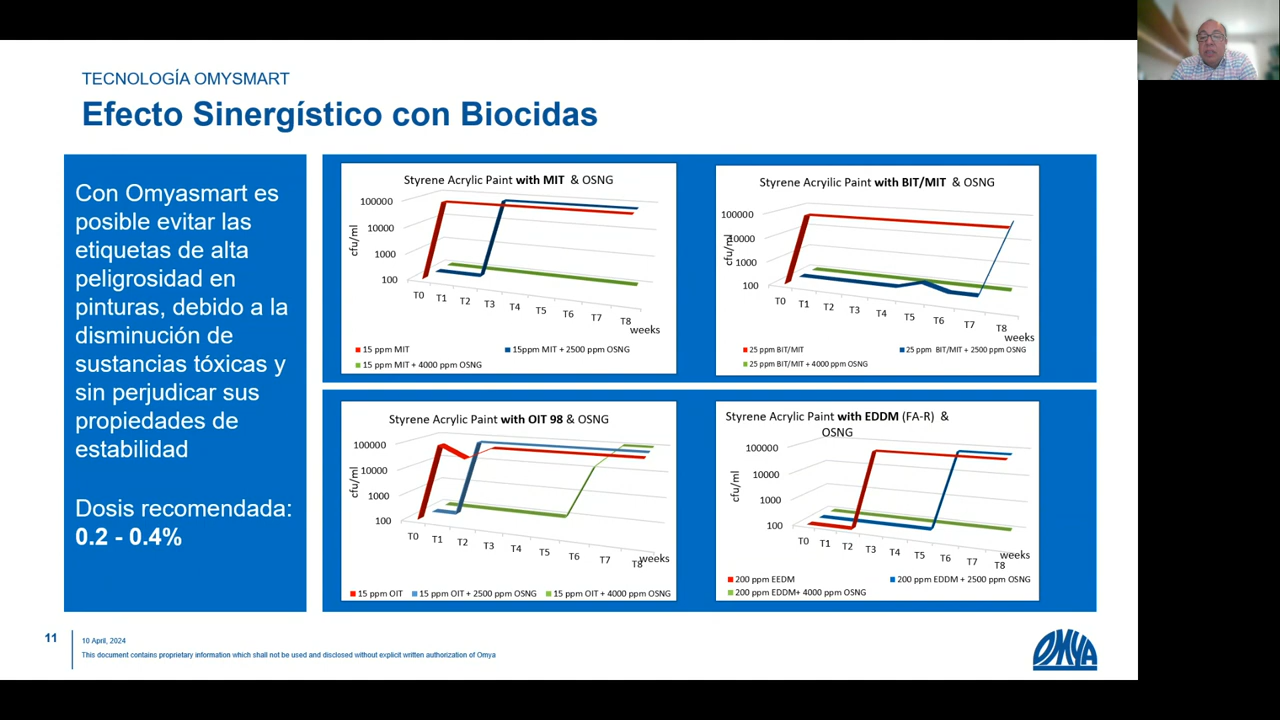 TECNOLOGÍA OMYSMART
Efecto Sinergístico con Biocidas
Con Omyasmart es
posible evitar las
etiquetas de alta
peligrosidad en
pinturas, debido a la
disminución de
sustancias tóxicas y
sin perjudicar sus
propiedades de
estabilidad
Dosis recomendada:
0.2 - 0.4%
Styrene Acrylic Paint with MIT & OSNG
cfu/ml
100000
10000
1000
100
T0 T1 T2 T3 T4 T5 T6 T7 T8
weeks
15 ppm MIT 15ppm MIT + 2500 ppm OSNG
15 ppm MIT + 4000 ppm OSNG
Styrene Acryilic Paint with BIT/MIT & OSNG
cfu/ml
100000
10000
1000
100
T0 T1 T2 T3 T4 T5 T6 T7 T8
weeks
25 ppm BIT/MIT 25 ppm BIT/MIT + 2500 ppm OSNG
25 ppm BIT/MIT + 4000 ppm OSNG
Styrene Acrylic Paint with OIT 98 & OSNG
cfu/ml
100000
10000
1000
100
T0 T1 T2 T3 T4 T5 T6 T7 T8
weeks
15 ppm OIT 15 ppm OIT + 2500 ppm OSNG 15 ppm OIT + 4000 ppm OSNG
Styrene Acrylic Paint with EDDM (FA-R) &
OSNG
cfu/ml
100000
10000
1000
100
T0 T1 T2 T3 T4 T5 T6 T7 T8
weeks
200 ppm EEDM 200 ppm EDDM + 2500 ppm OSNG
200 ppm EDDM+ 4000 ppm OSNG
11
10 April, 2024
This document contains proprietary information which shall not be used and disclosed without explicit written authorization of Omya
OMYA